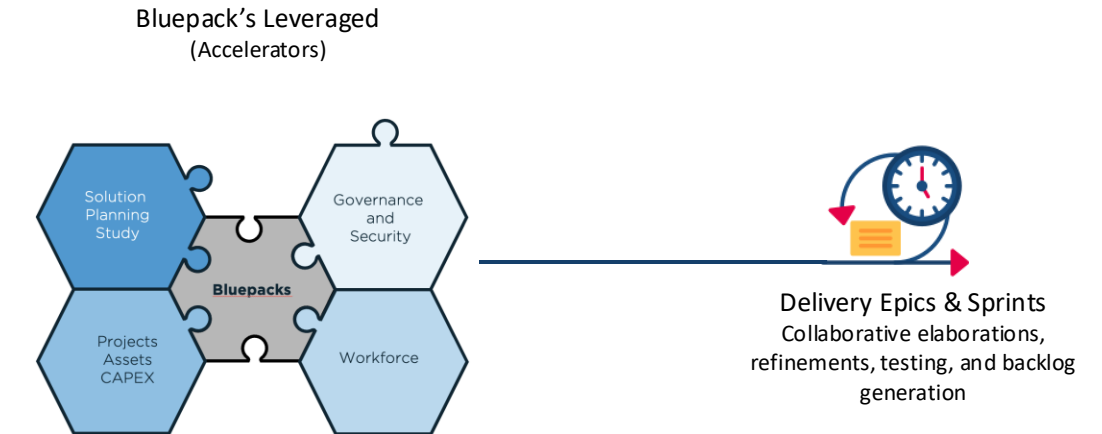 Bluepack’s Leveraged
(Accelerators)
Solution
Planning
Study
Governance
and
Security
Bluepacks
Projects
Assets
CAPEX
Workforce
Delivery Epics & Sprints
Collaborative elaborations,
refinements, testing, and backlog
generation